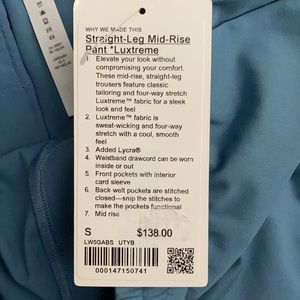 WHY WE MADE THIS
Straight-Leg Mid-Rise
Pant *Luxtreme
1. Elevate your look without
compromising your comfort.
These mid-rise, straight-leg
trousers feature classic
tailoring and four-way stretch
Luxtreme™ fabric for a sleek
look and feel
2. Luxtreme™ fabric is
sweat-wicking and four-way
stretch with a cool, smooth
feel
3. Added Lycra®
4. Waistband drawcord can be worn
inside or out
5. Front pockets with interior
card sleeve
6. Back welt pockets are stitched
closed—snip the stitches to
make the pockets functional
7. Mid rise
S $138.00
LW5GABS UTYB
000147150741